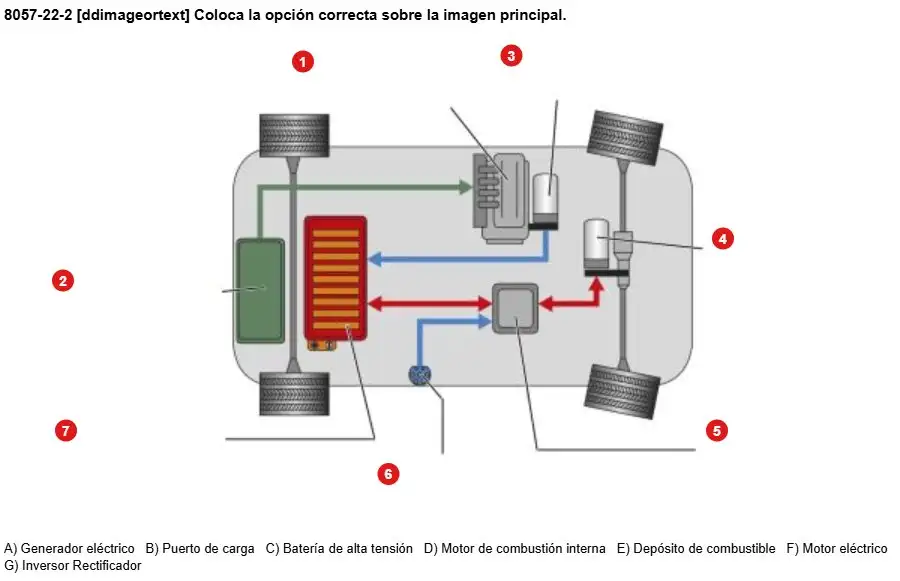 8057-22-2 [ddimageortext] Coloca la opción correcta sobre la imagen principal.
1
3
4
2
7
5
6
A) Generador eléctrico B) Puerto de carga C) Batería de alta tensión D) Motor de combustión interna E) Depósito de combustible F) Motor eléctrico
G) Inversor Rectificador